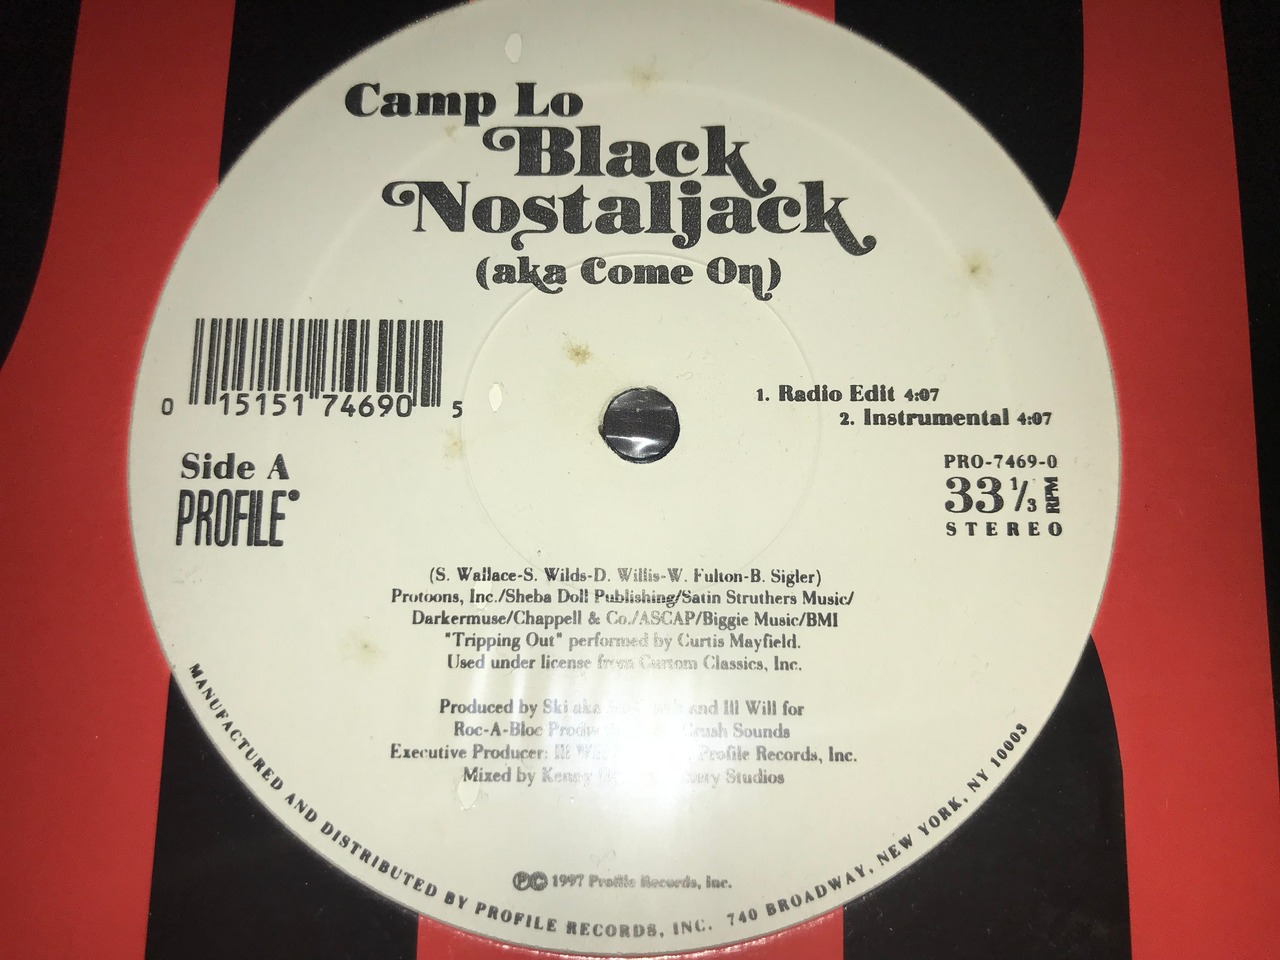 Camp Lo
Black
Nostaljack
(aka Come On)
0 15151 74690 5
1. Radio Edit 4:07
2. Instrumental 4:07
Side A
PROFILE
PRO-7469-0
33 1/3 RPM
STEREO
(S. Wallace-S. Wilds-D. Willis-W. Fulton-B. Sigler)
Protoons, Inc./Sheba Doll Publishing/Satin Struthers Music/
Darkermuse/Chappell & Co./ASCAP/Biggie Music/BMI
"Tripping Out" performed by Curtis Mayfield.
Used under license from Curtom Classics, Inc.
Produced by Ski aka and Ill Will for
Roc-A-Bloc Crush Sounds
Executive Producer: Ill Profile Records, Inc.
Mixed by Kenny Studios
℗© 1997 Profile Records, Inc.
MANUFACTURED AND DISTRIBUTED BY PROFILE RECORDS, INC. 740 BROADWAY, NEW YORK, NY 10003